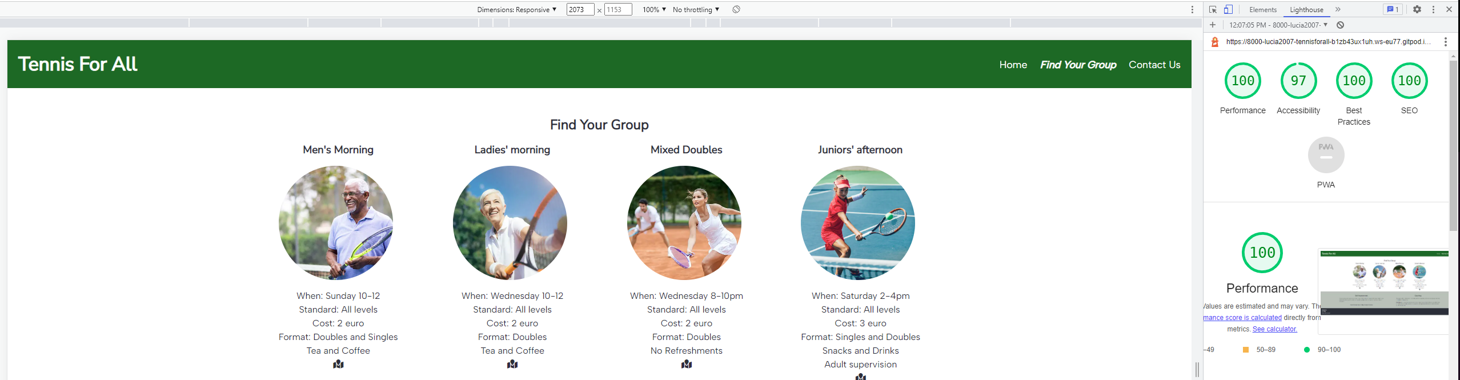 Dimensions: Responsive ▼ 2073 × 1153 100% ▼ No throttling ▼
Elements Lighthouse » 1
+ 12:07:05 PM - 8000-lucia2007- ▼
https://8000-lucia2007-tennisforall-b1zb43ux1uh.ws-eu77.gitpod.i...
Tennis For All
Home Find Your Group Contact Us
Find Your Group
Men's Morning
When: Sunday 10–12
Standard: All levels
Cost: 2 euro
Format: Doubles and Singles
Tea and Coffee
Ladies' morning
When: Wednesday 10–12
Standard: All levels
Cost: 2 euro
Format: Doubles
Tea and Coffee
Mixed Doubles
When: Wednesday 8–10pm
Standard: All levels
Cost: 2 euro
Format: Doubles
No Refreshments
Juniors' afternoon
When: Saturday 2–4pm
Standard: All levels
Cost: 3 euro
Format: Singles and Doubles
Snacks and Drinks
Adult supervision
100 97 100 100
Performance Accessibility Best Practices SEO
PWA
PWA
100
Performance
Values are estimated and may vary. The
mance score is calculated directly from
metrics. See calculator.
–49 50–89 90–100